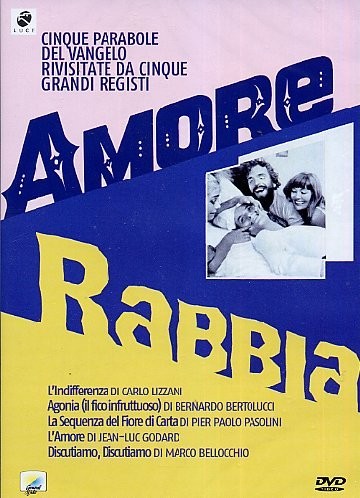 LUCE
CINQUE PARABOLE
DEL VANGELO
RIVISITATE DA CINQUE
GRANDI REGISTI
AMORE
RABBIA
L'Indifferenza DI CARLO LIZZANI
Agonia (il fico infruttuoso) DI BERNARDO BERTOLUCCI
La Sequenza del Fiore di Carta DI PIER PAOLO PASOLINI
L'Amore DI JEAN-LUC GODARD
Discutiamo, Discutiamo DI MARCO BELLOCCHIO
DVD
VIDEO